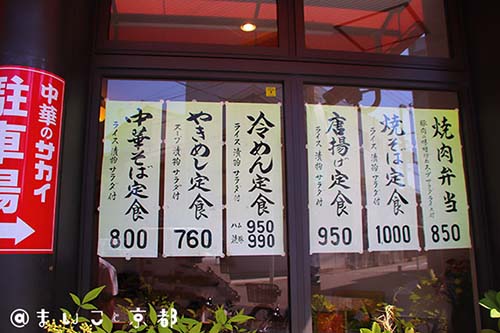 中華のサカイ
駐車場
→
焼肉弁当
850
焼そば定食
ライス 漬物 サラダ付
1000
唐揚げ定食
ライス 漬物 サラダ付
950
冷めん定食
ライス 漬物 サラダ付
ハム 950
焼豚 990
やきめし定食
スープ 漬物 サラダ付
760
中華そば定食
ライス 漬物 サラダ付
800
@まいこと京都